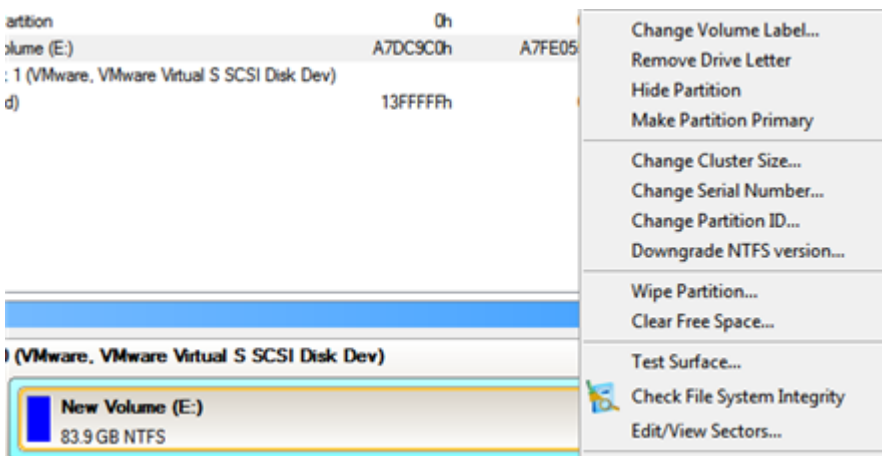 artition 0h
olume (E:) A7DC9C0h A7FE05
: 1 (VMware, VMware Virtual S SCSI Disk Dev)
d) 13FFFFFh
Change Volume Label...
Remove Drive Letter
Hide Partition
Make Partition Primary
Change Cluster Size...
Change Serial Number...
Change Partition ID...
Downgrade NTFS version...
Wipe Partition...
Clear Free Space...
Test Surface...
Check File System Integrity
Edit/View Sectors...
(VMware, VMware Virtual S SCSI Disk Dev)
New Volume (E:)
83.9 GB NTFS